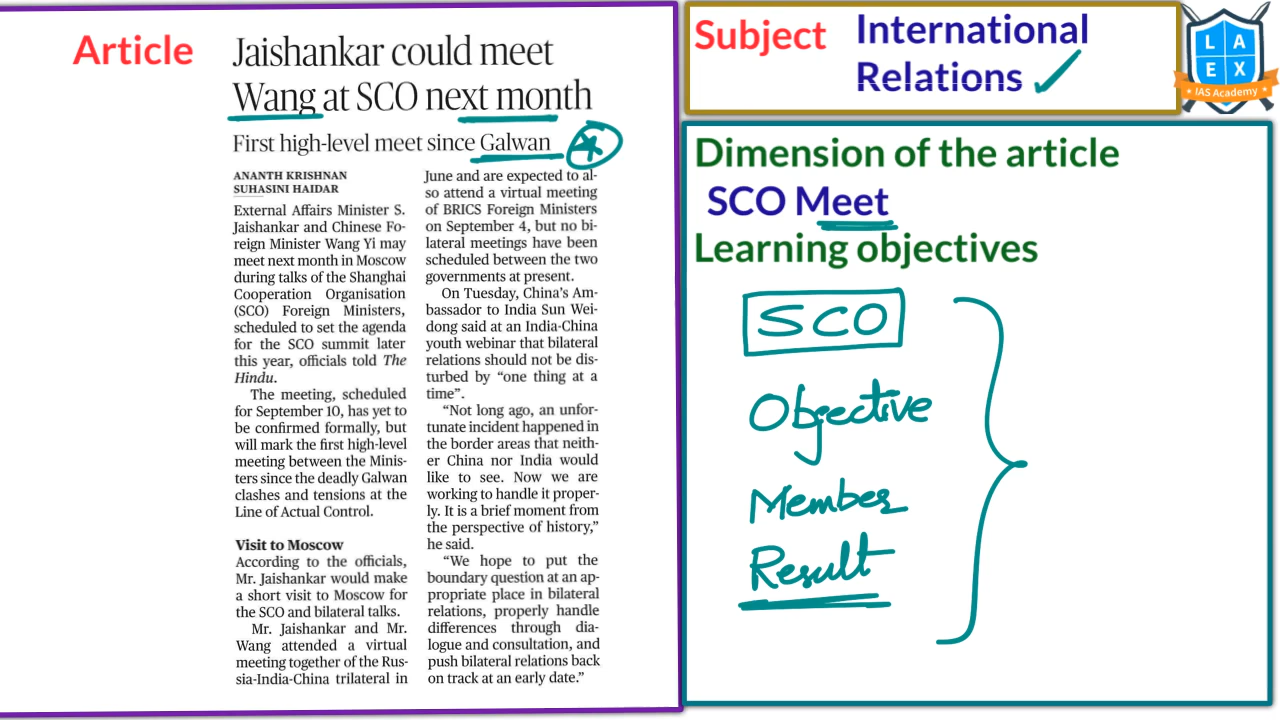 Article
Jaishankar could meet
Wang at SCO next month
First high-level meet since Galwan
ANANTH KRISHNAN
SUHASINI HAIDAR
External Affairs Minister S.
Jaishankar and Chinese Fo-
reign Minister Wang Yi may
meet next month in Moscow
during talks of the Shanghai
Cooperation Organisation
(SCO) Foreign Ministers,
scheduled to set the agenda
for the SCO summit later
this year, officials told The
Hindu.
The meeting, scheduled
for September 10, has yet to
be confirmed formally, but
will mark the first high-level
meeting between the Minis-
ters since the deadly Galwan
clashes and tensions at the
Line of Actual Control.
Visit to Moscow
According to the officials,
Mr. Jaishankar would make
a short visit to Moscow for
the SCO and bilateral talks.
Mr. Jaishankar and Mr.
Wang attended a virtual
meeting together of the Rus-
sia-India-China trilateral in
June and are expected to al-
so attend a virtual meeting
of BRICS Foreign Ministers
on September 4, but no bi-
lateral meetings have been
scheduled between the two
governments at present.
On Tuesday, China's Am-
bassador to India Sun Wei-
dong said at an India-China
youth webinar that bilateral
relations should not be dis-
turbed by “one thing at a
time”.
“Not long ago, an unfor-
tunate incident happened in
the border areas that neith-
er China nor India would
like to see. Now we are
working to handle it proper-
ly. It is a brief moment from
the perspective of history,”
he said.
“We hope to put the
boundary question at an ap-
propriate place in bilateral
relations, properly handle
differences through dia-
logue and consultation, and
push bilateral relations back
on track at an early date.”
Subject
International
Relations
L A
E X
IAS Academy
Dimension of the article
SCO Meet
Learning objectives
SCO
Objective
Member
Result